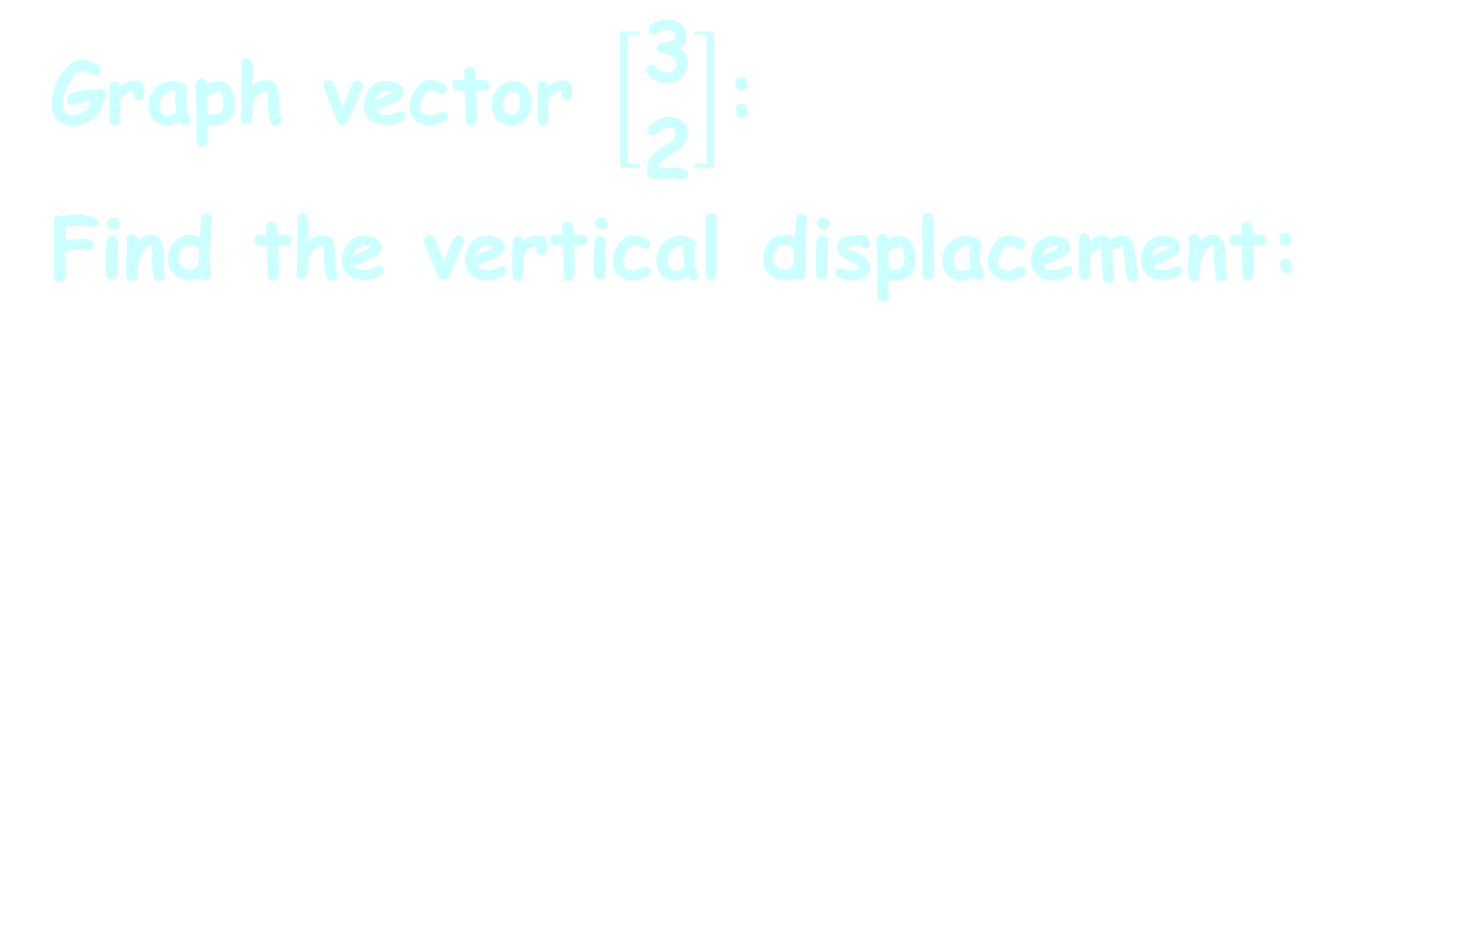 Graph vector [3 2]:
Find the vertical displacement: